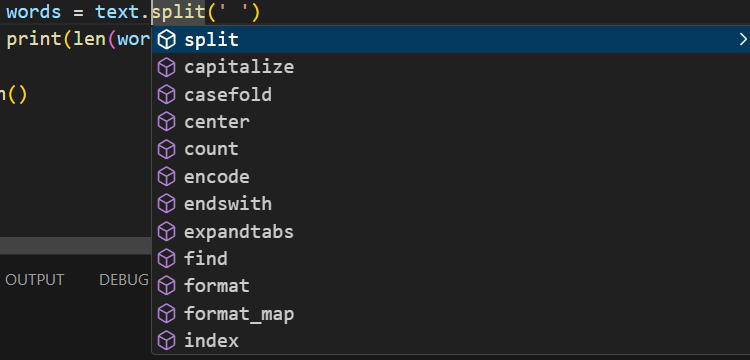 words = text.split(' ')
print(len(wor
split
capitalize
()
casefold
center
count
encode
endswith
expandtabs
find
OUTPUT DEBUG
format
format_map
index